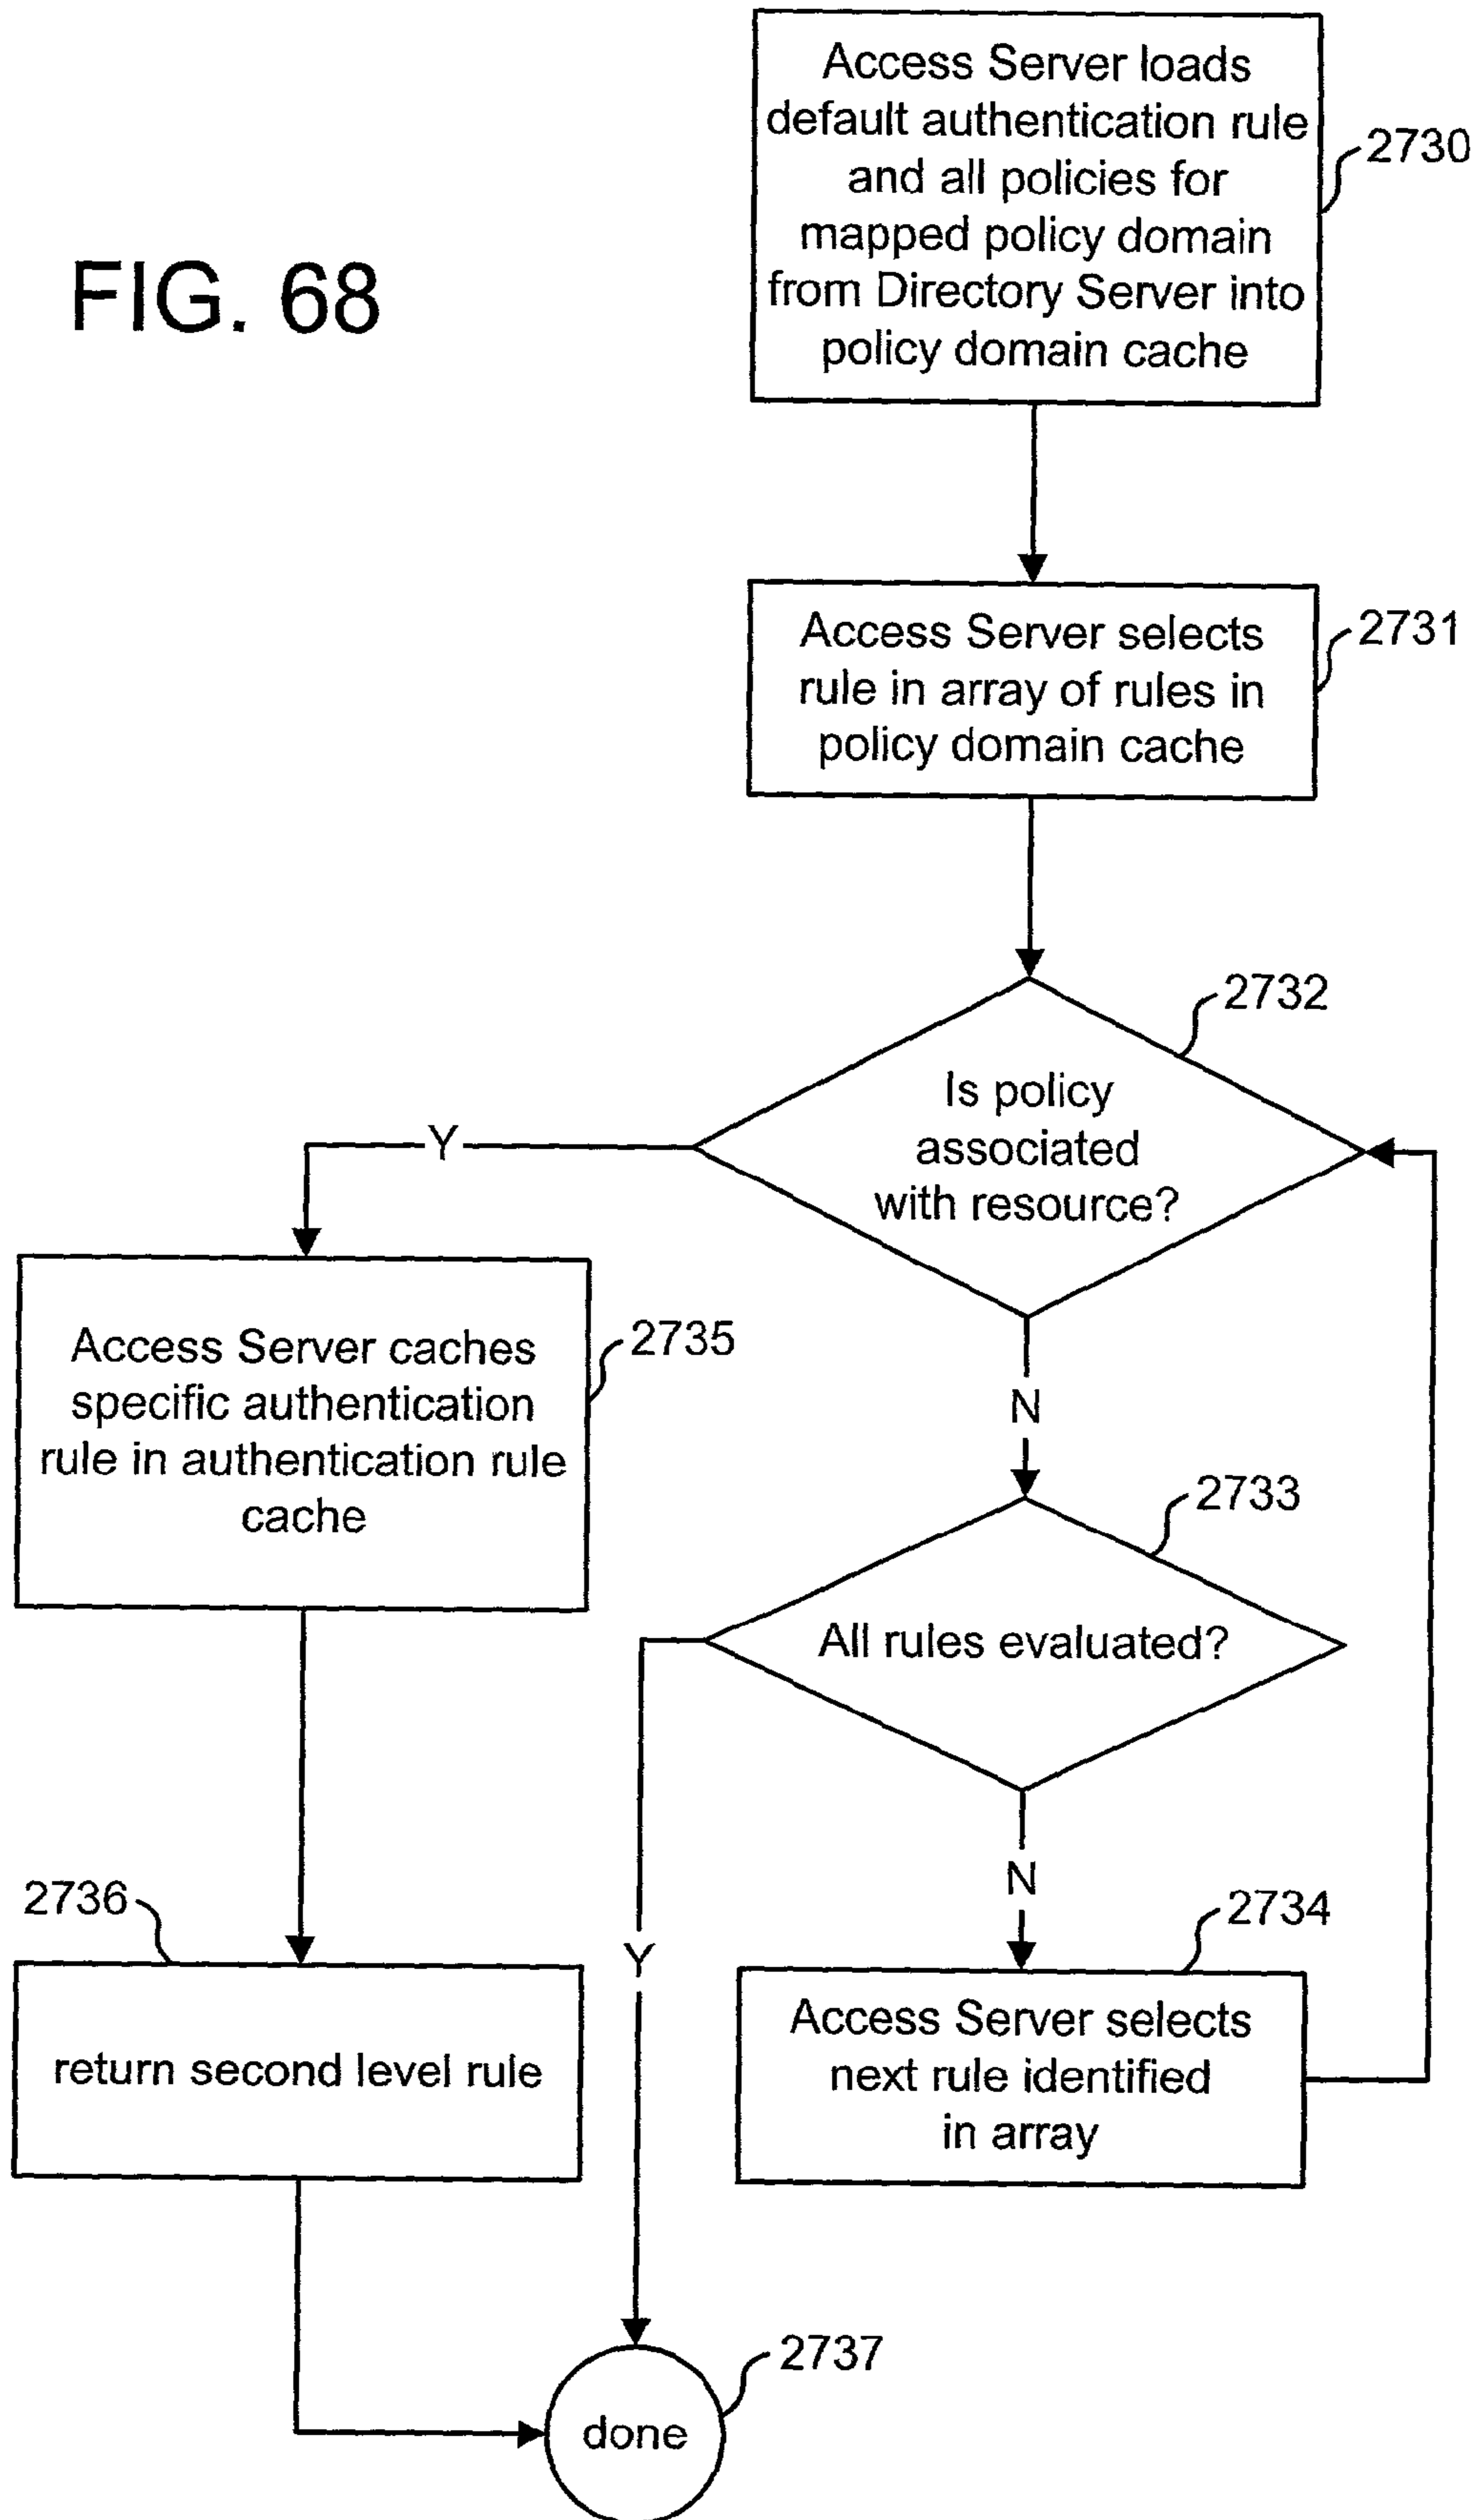 FIG. 68
Access Server loads
default authentication rule
and all policies for
mapped policy domain
from Directory Server into
policy domain cache
2730
Access Server selects
rule in array of rules in
policy domain cache
2731
2732
Is policy
associated
with resource?
Y
N
Access Server caches
specific authentication
rule in authentication rule
cache
2735
2733
All rules evaluated?
Y
N
2736
return second level rule
2734
Access Server selects
next rule identified
in array
2737
done